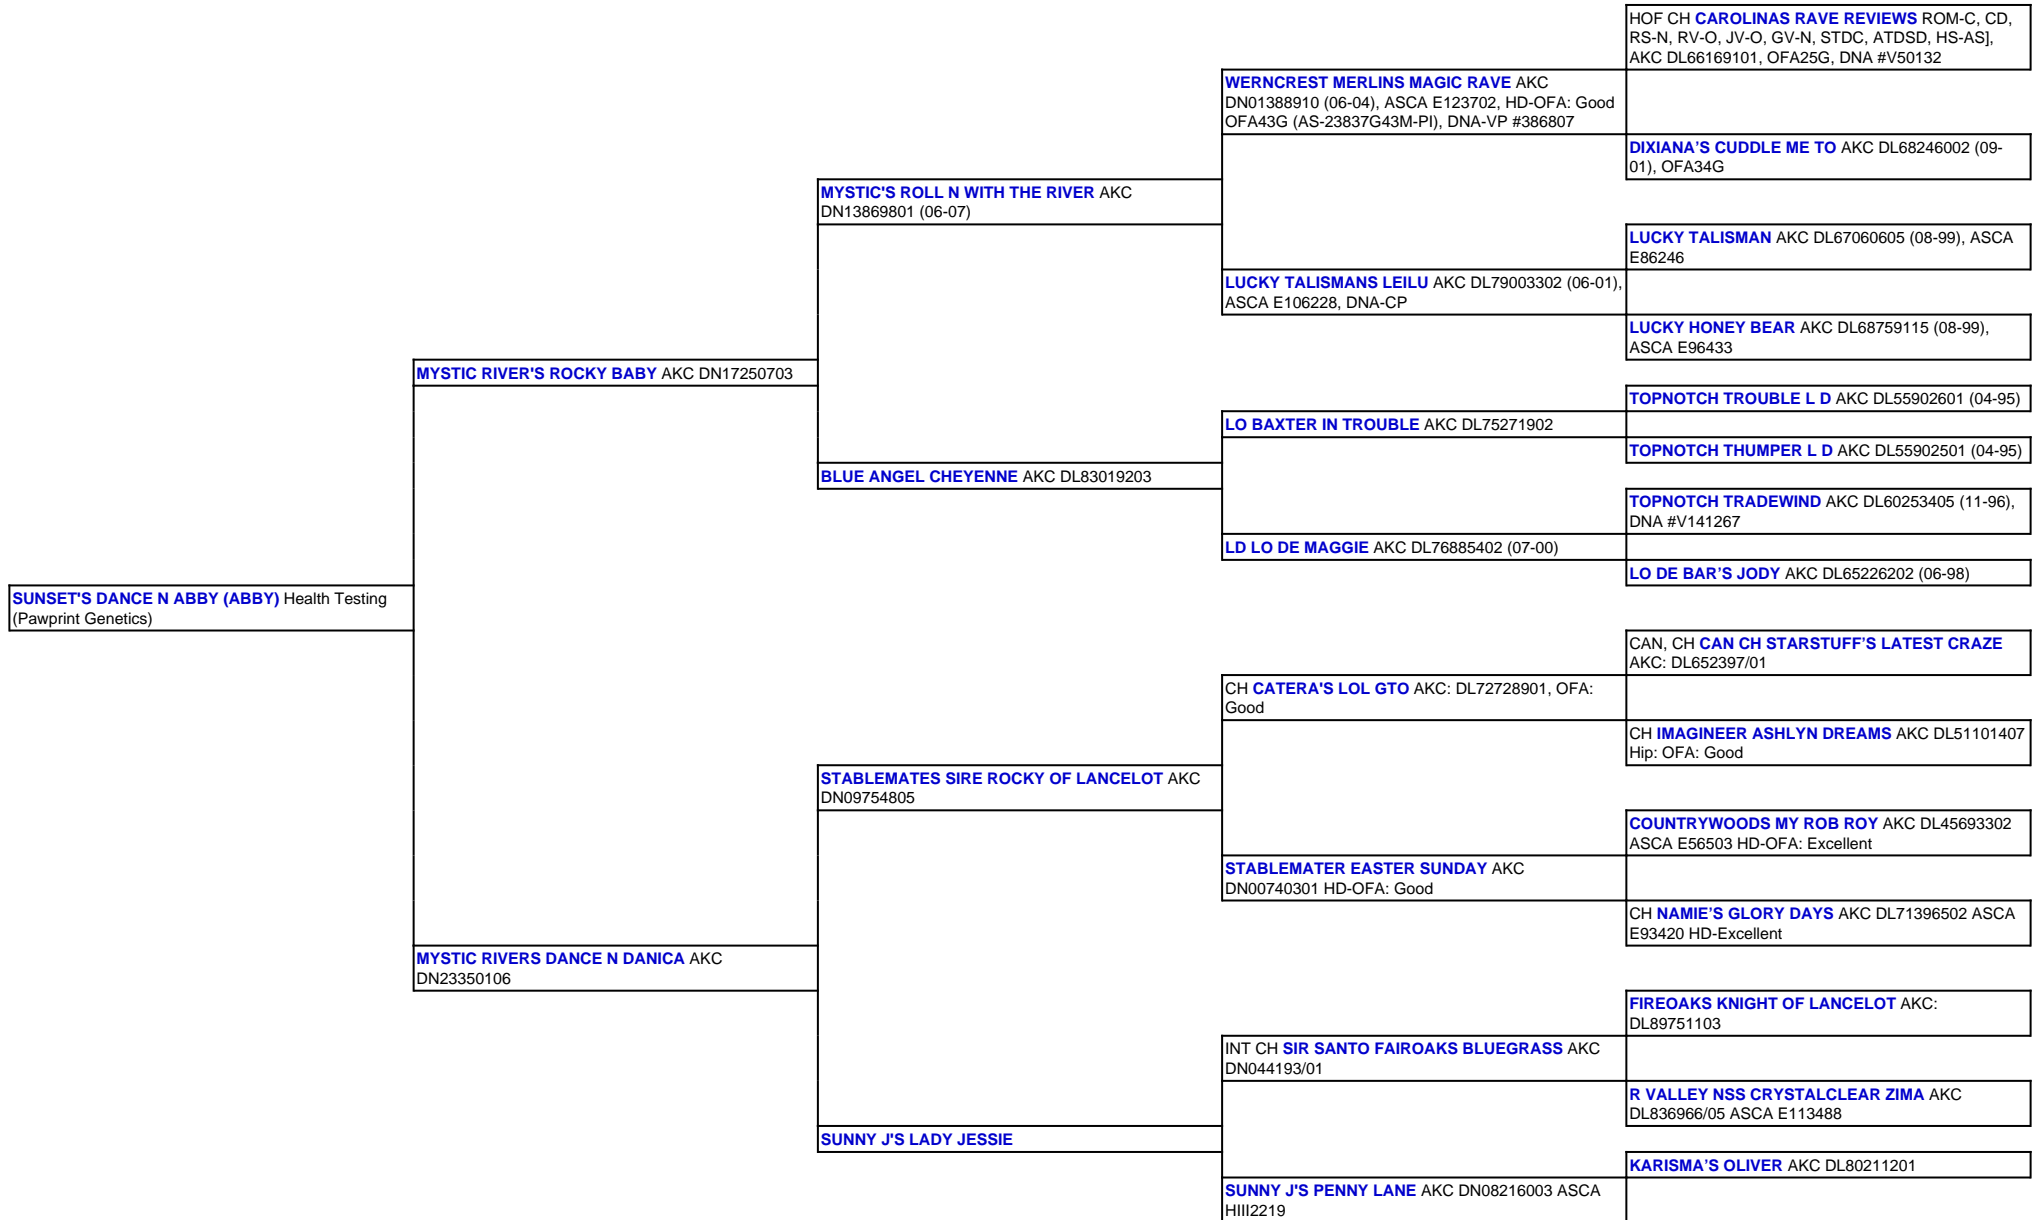 SUNSET'S DANCE N ABBY (ABBY) Health Testing
(Pawprint Genetics)
MYSTIC RIVER'S ROCKY BABY AKC DN17250703
MYSTIC RIVERS DANCE N DANICA AKC
DN23350106
MYSTIC'S ROLL N WITH THE RIVER AKC
DN13869801 (06-07)
BLUE ANGEL CHEYENNE AKC DL83019203
STABLEMATES SIRE ROCKY OF LANCELOT AKC
DN09754805
SUNNY J'S LADY JESSIE
WERNCREST MERLINS MAGIC RAVE AKC
DN01388910 (06-04), ASCA E123702, HD-OFA: Good
OFA43G (AS-23837G43M-PI), DNA-VP #386807
LUCKY TALISMANS LEILU AKC DL79003302 (06-01),
ASCA E106228, DNA-CP
LO BAXTER IN TROUBLE AKC DL75271902
LD LO DE MAGGIE AKC DL76885402 (07-00)
CH CATERA'S LOL GTO AKC: DL72728901, OFA:
Good
STABLEMATER EASTER SUNDAY AKC
DN00740301 HD-OFA: Good
INT CH SIR SANTO FAIROAKS BLUEGRASS AKC
DN044193/01
SUNNY J'S PENNY LANE AKC DN08216003 ASCA
HIII2219
HOF CH CAROLINAS RAVE REVIEWS ROM-C, CD,
RS-N, RV-O, JV-O, GV-N, STDC, ATDSD, HS-AS],
AKC DL66169101, OFA25G, DNA #V50132
DIXIANA’S CUDDLE ME TO AKC DL68246002 (09-
01), OFA34G
LUCKY TALISMAN AKC DL67060605 (08-99), ASCA
E86246
LUCKY HONEY BEAR AKC DL68759115 (08-99),
ASCA E96433
TOPNOTCH TROUBLE L D AKC DL55902601 (04-95)
TOPNOTCH THUMPER L D AKC DL55902501 (04-95)
TOPNOTCH TRADEWIND AKC DL60253405 (11-96),
DNA #V141267
LO DE BAR’S JODY AKC DL65226202 (06-98)
CAN, CH CAN CH STARSTUFF’S LATEST CRAZE
AKC: DL652397/01
CH IMAGINEER ASHLYN DREAMS AKC DL51101407
Hip: OFA: Good
COUNTRYWOODS MY ROB ROY AKC DL45693302
ASCA E56503 HD-OFA: Excellent
CH NAMIE’S GLORY DAYS AKC DL71396502 ASCA
E93420 HD-Excellent
FIREOAKS KNIGHT OF LANCELOT AKC:
DL89751103
R VALLEY NSS CRYSTALCLEAR ZIMA AKC
DL836966/05 ASCA E113488
KARISMA’S OLIVER AKC DL80211201